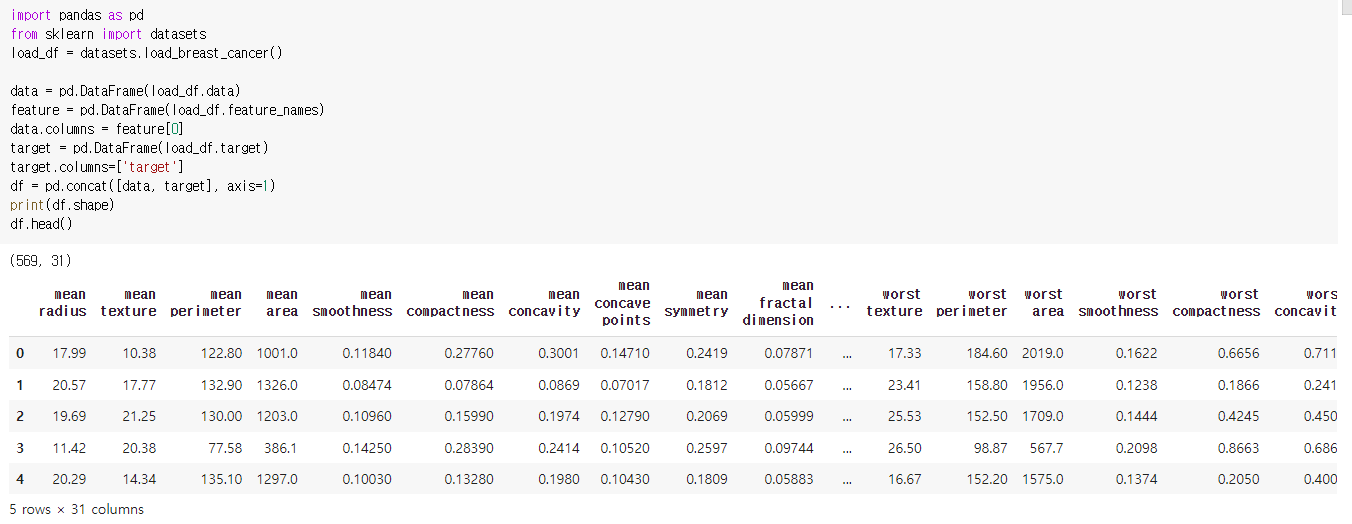 import pandas as pd
from sklearn import datasets
load_df = datasets.load_breast_cancer()
data = pd.DataFrame(load_df.data)
feature = pd.DataFrame(load_df.feature_names)
data.columns = feature[0]
target = pd.DataFrame(load_df.target)
target.columns=['target']
df = pd.concat([data, target], axis=1)
print(df.shape)
df.head()
(569, 31)
mean radius mean texture mean perimeter mean area mean smoothness mean compactness mean concavity mean concave points mean symmetry mean fractal dimension ... worst texture worst perimeter worst area worst smoothness worst compactness wors concavit
0 17.99 10.38 122.80 1001.0 0.11840 0.27760 0.3001 0.14710 0.2419 0.07871 ... 17.33 184.60 2019.0 0.1622 0.6656 0.711
1 20.57 17.77 132.90 1326.0 0.08474 0.07864 0.0869 0.07017 0.1812 0.05667 ... 23.41 158.80 1956.0 0.1238 0.1866 0.241
2 19.69 21.25 130.00 1203.0 0.10960 0.15990 0.1974 0.12790 0.2069 0.05999 ... 25.53 152.50 1709.0 0.1444 0.4245 0.450
3 11.42 20.38 77.58 386.1 0.14250 0.28390 0.2414 0.10520 0.2597 0.09744 ... 26.50 98.87 567.7 0.2098 0.8663 0.686
4 20.29 14.34 135.10 1297.0 0.10030 0.13280 0.1980 0.10430 0.1809 0.05883 ... 16.67 152.20 1575.0 0.1374 0.2050 0.400
5 rows × 31 columns